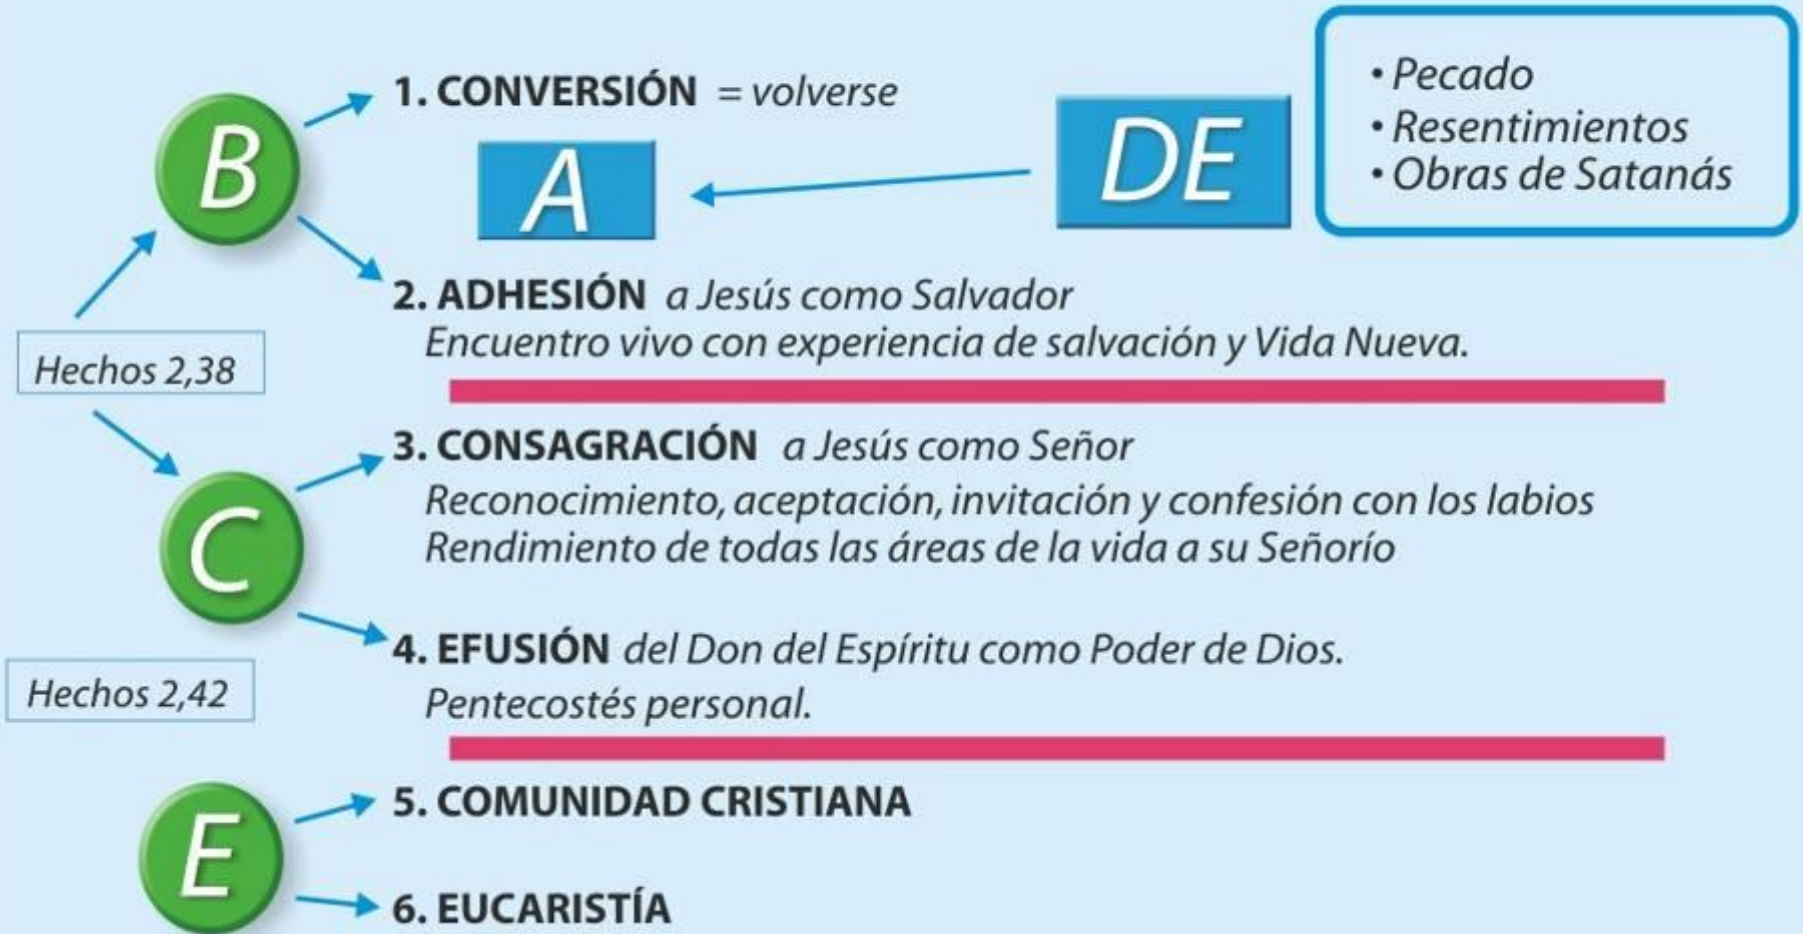 B
1. CONVERSIÓN = volverse
A
DE
• Pecado
• Resentimientos
• Obras de Satanás
2. ADHESIÓN a Jesús como Salvador
Encuentro vivo con experiencia de salvación y Vida Nueva.
Hechos 2,38
C
3. CONSAGRACIÓN a Jesús como Señor
Reconocimiento, aceptación, invitación y confesión con los labios
Rendimiento de todas las áreas de la vida a su Señorío
4. EFUSIÓN del Don del Espíritu como Poder de Dios.
Pentecostés personal.
Hechos 2,42
E
5. COMUNIDAD CRISTIANA
6. EUCARISTÍA